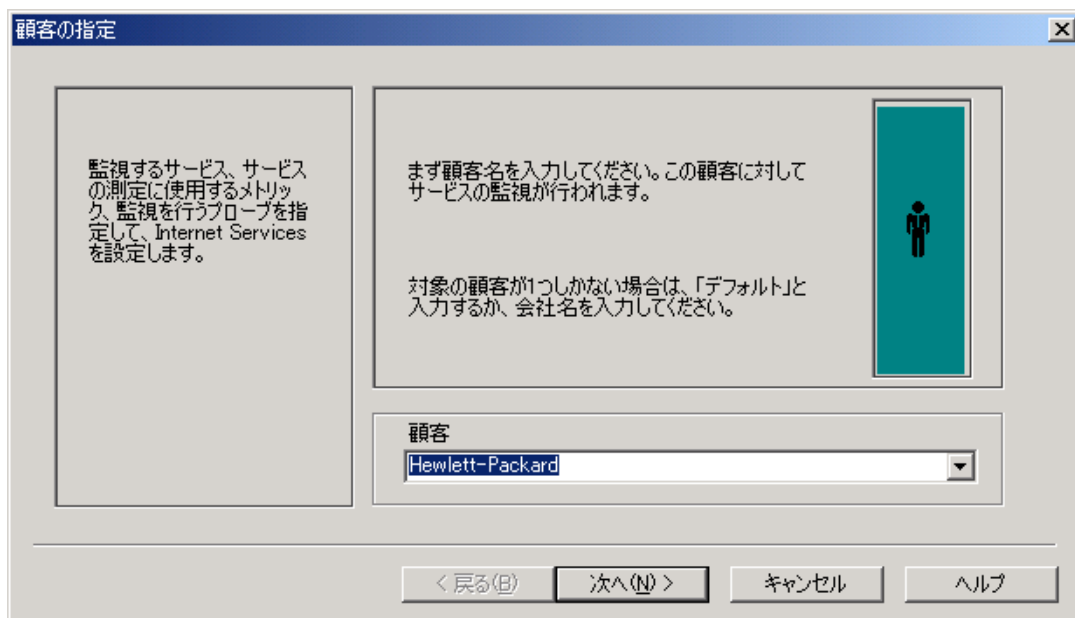 顧客の指定
監視するサービス、サービス
の測定に使用するメトリッ
ク、監視を行うプローブを指
定して、Internet Services
を設定します。
まず顧客名を入力してください。この顧客に対して
サービスの監視が行われます。
対象の顧客が1つしかない場合は、「デフォルト」と
入力するか、会社名を入力してください。
顧客
Hewlett-Packard
< 戻る(B)
次へ(N) >
キャンセル
ヘルプ